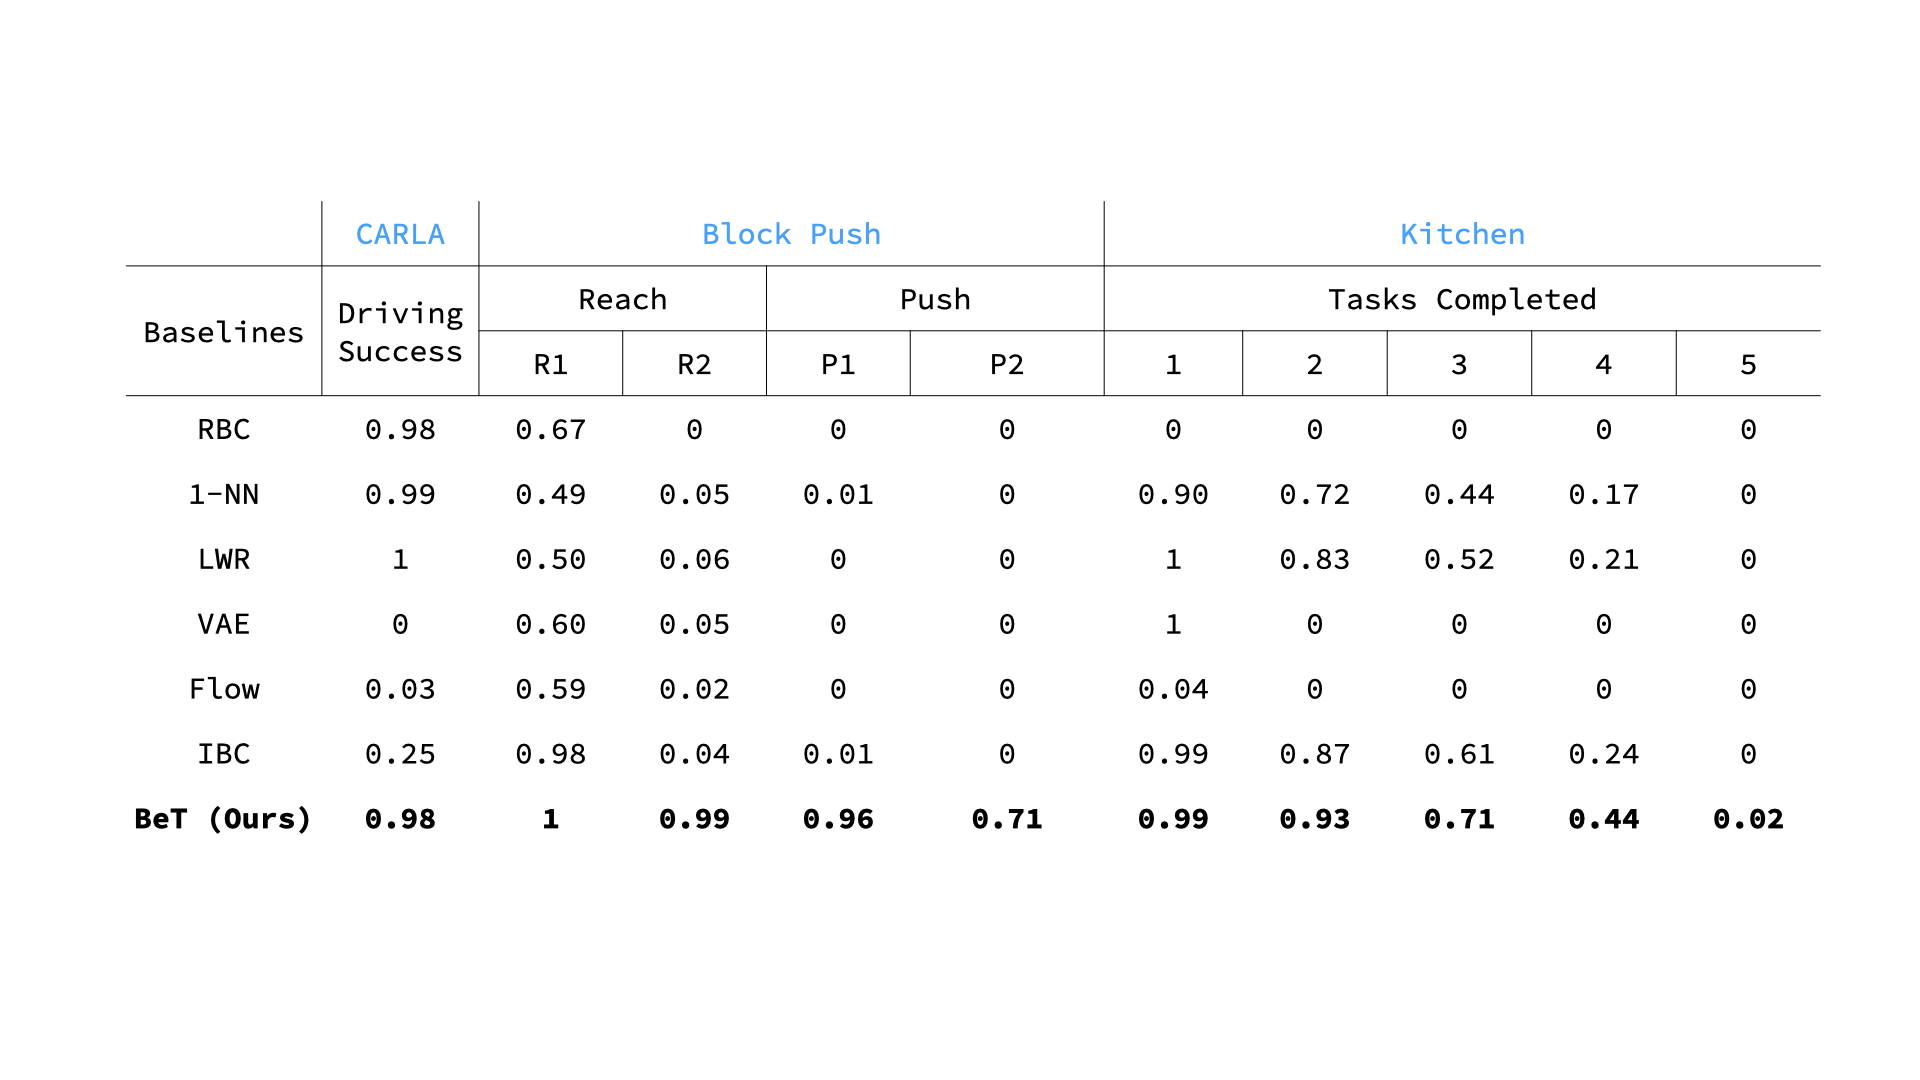 CARLA Block Push Kitchen
Baselines Driving Success Reach Push Tasks Completed
R1 R2 P1 P2 1 2 3 4 5
RBC 0.98 0.67 0 0 0 0 0 0 0 0
1-NN 0.99 0.49 0.05 0.01 0 0.90 0.72 0.44 0.17 0
LWR 1 0.50 0.06 0 0 1 0.83 0.52 0.21 0
VAE 0 0.60 0.05 0 0 1 0 0 0 0
Flow 0.03 0.59 0.02 0 0 0.04 0 0 0 0
IBC 0.25 0.98 0.04 0.01 0 0.99 0.87 0.61 0.24 0
BeT (Ours) 0.98 1 0.99 0.96 0.71 0.99 0.93 0.71 0.44 0.02